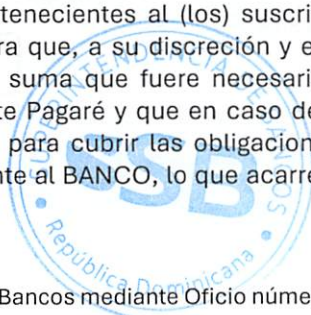 tenecientes al (los) suscri
ra que, a su discreción y e
suma que fuere necesari
te Pagaré y que en caso de
para cubrir las obligacion
nte al BANCO, lo que acarre
SUPERINTENDENCIA DE BANCOS
SB
República Dominicana
Bancos mediante Oficio núme